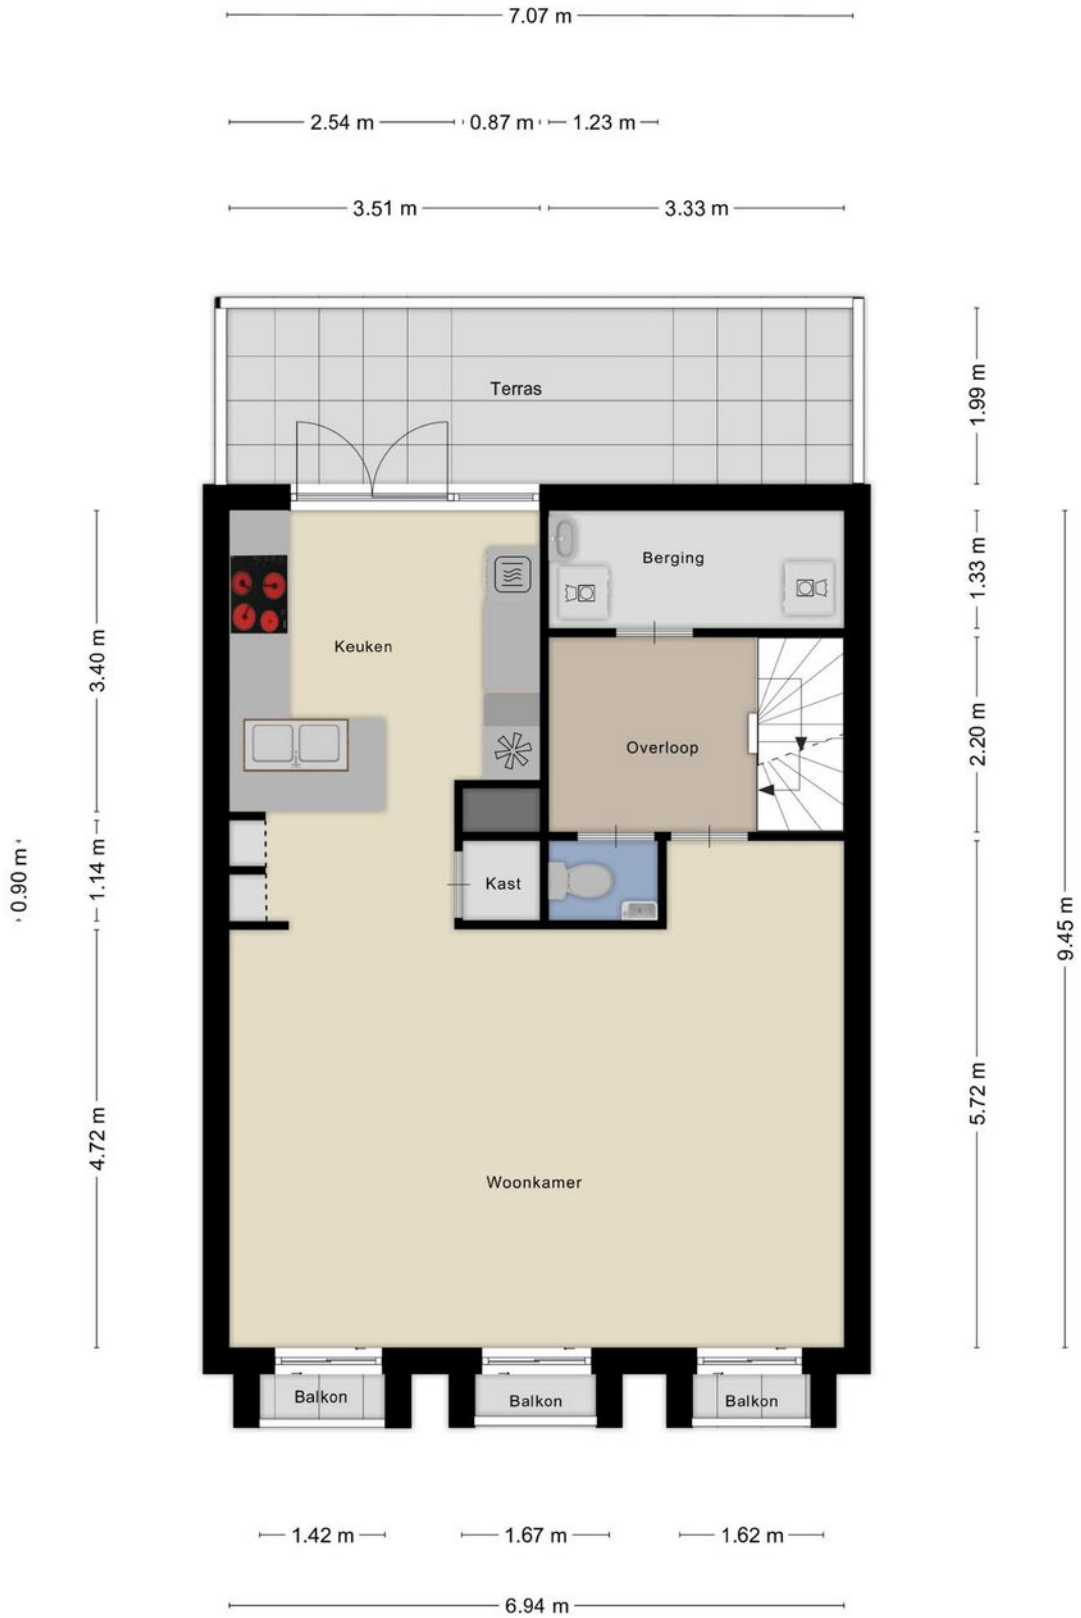 7.07 m
2.54 m
0.87 m
1.23 m
3.51 m
3.33 m
Terras
1.99 m
Berging
1.33 m
Keuken
3.40 m
2.20 m
Overloop
Kast
0.90 m
1.14 m
9.45 m
5.72 m
4.72 m
Woonkamer
Balkon
Balkon
Balkon
1.42 m
1.67 m
1.62 m
6.94 m